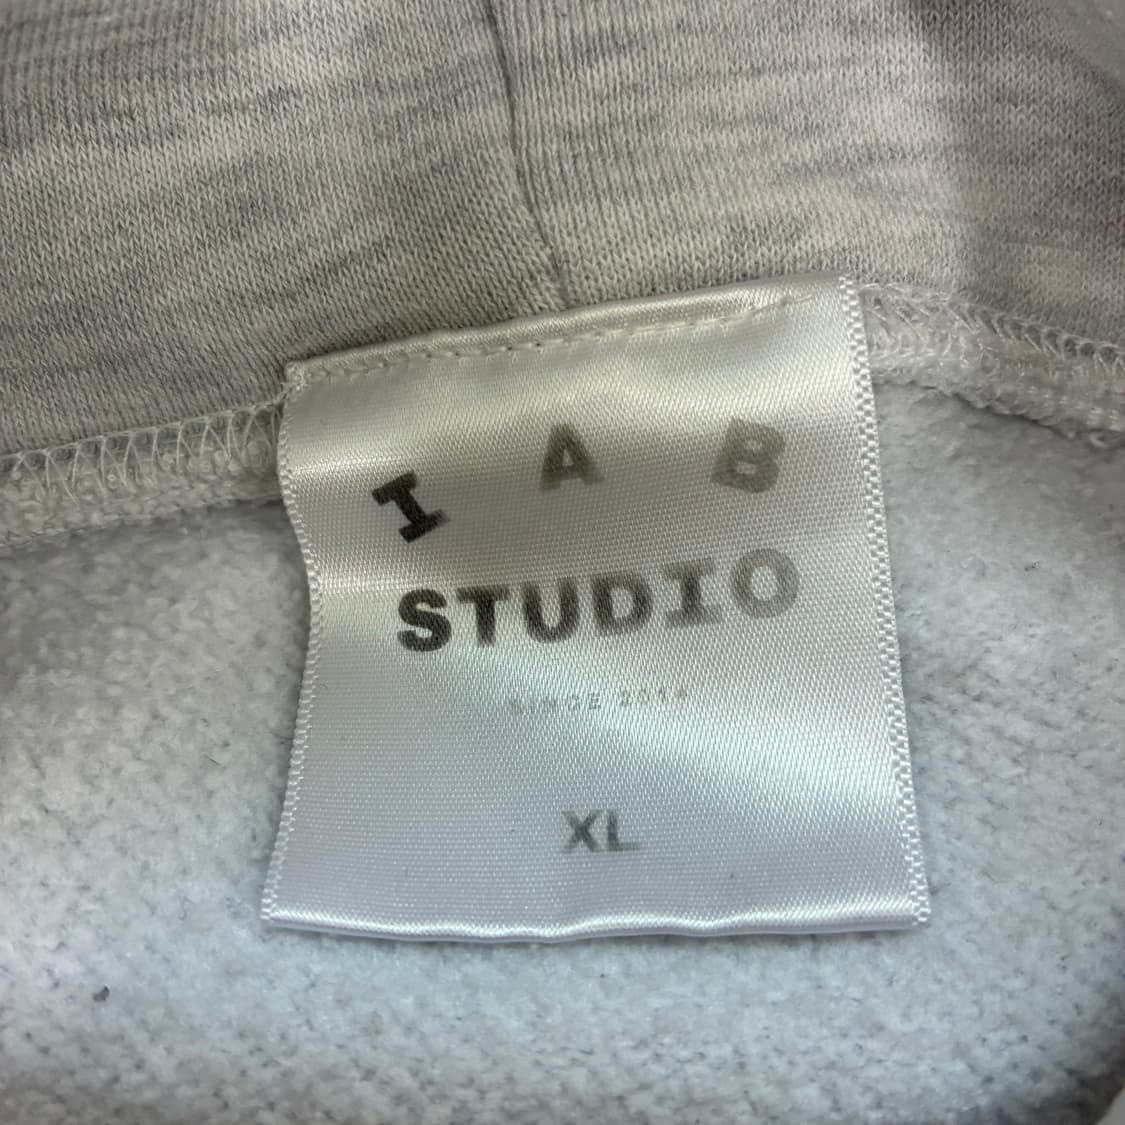 I A B
STUDIO
SINCE 2014
XL